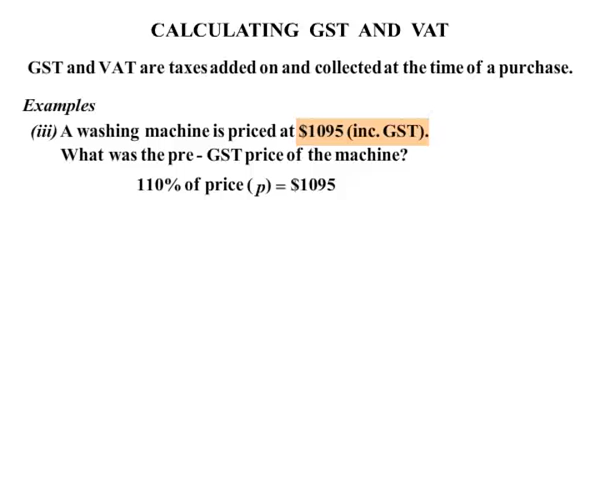 CALCULATING GST AND VAT
GST and VAT are taxes added on and collected at the time of a purchase.
Examples
(iii) A washing machine is priced at $1095 (inc. GST).
What was the pre - GST price of the machine?
110% of price ( p) = $1095